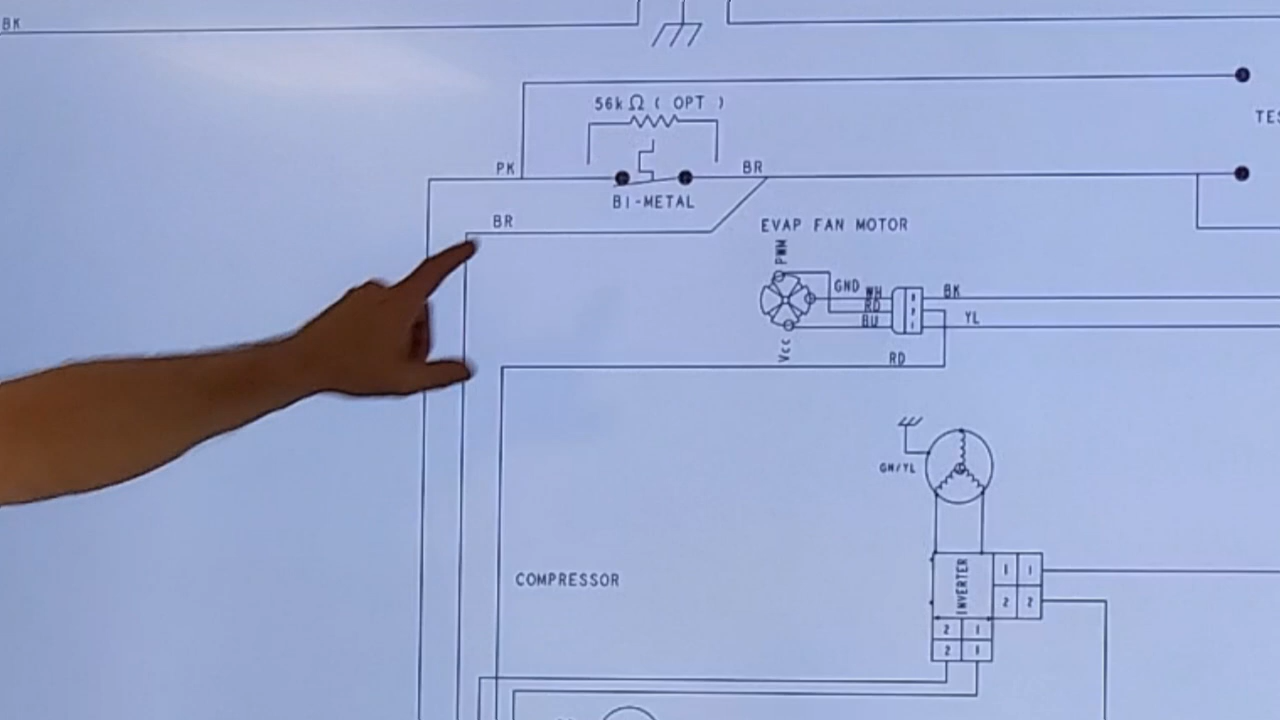 BK
56kΩ ( OPT )
TES
PK
BR
BI-METAL
BR
EVAP FAN MOTOR
PWM
GND
WH
BK
RD
BU
YL
Vcc
RD
GN/YL
COMPRESSOR
INVERTER
1 1
2 2
2 1
2 1